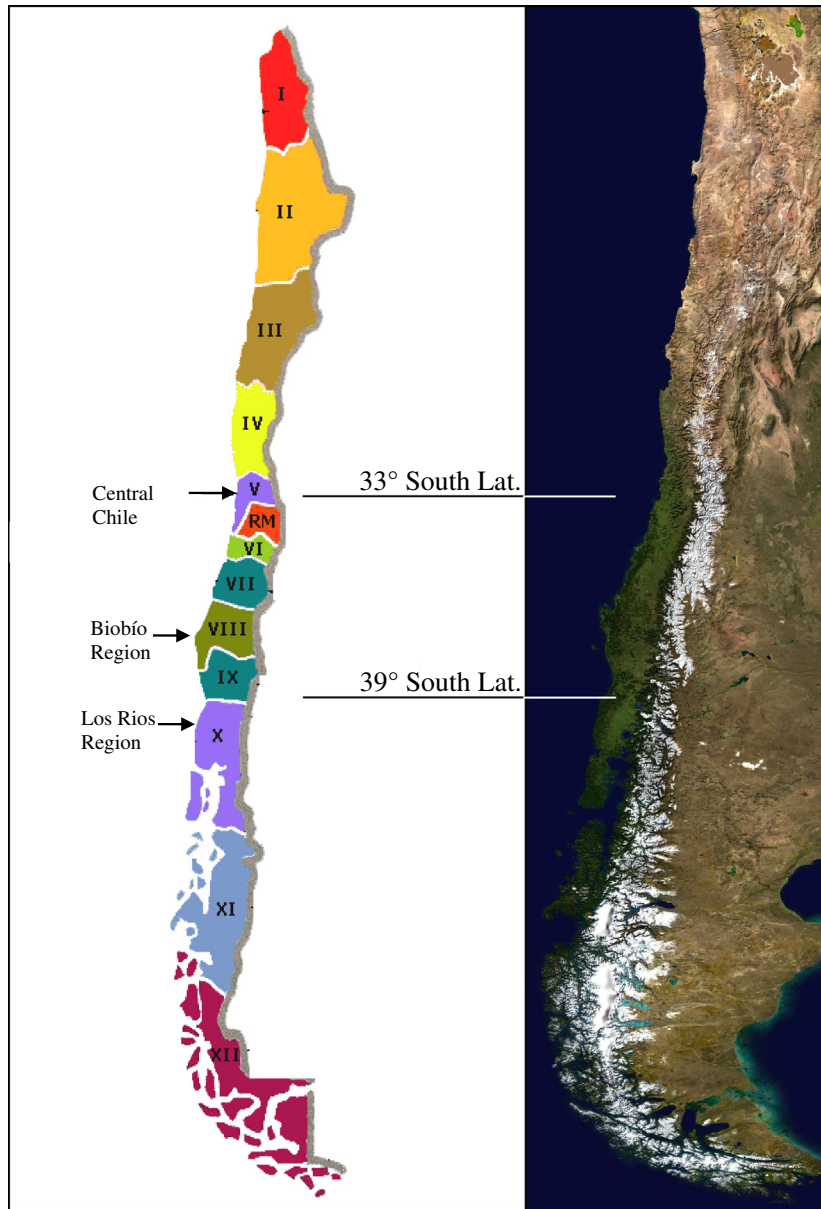 I
II
III
IV
33° South Lat.
Central
Chile
V
RM
VI
VII
Biobío
Region
VIII
IX
39° South Lat.
Los Rios
Region
X
XI
XII